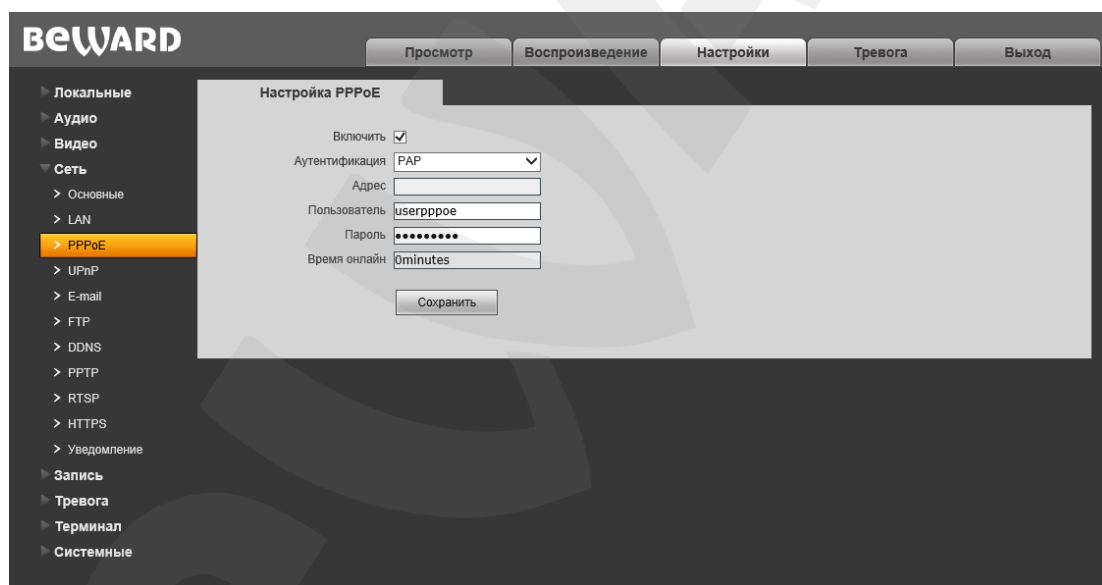 BEWARD
Просмотр Воспроизведение Настройки Тревога Выход
Локальные
Аудио
Видео
Сеть
Основные
LAN
PPPoE
UPnP
E-mail
FTP
DDNS
PPTP
RTSP
HTTPS
Уведомление
Запись
Тревога
Терминал
Системные
Настройка PPPoE
Включить
Аутентификация PAP
Адрес
Пользователь userpppoe
Пароль •••••••••
Время онлайн 0minutes
Сохранить